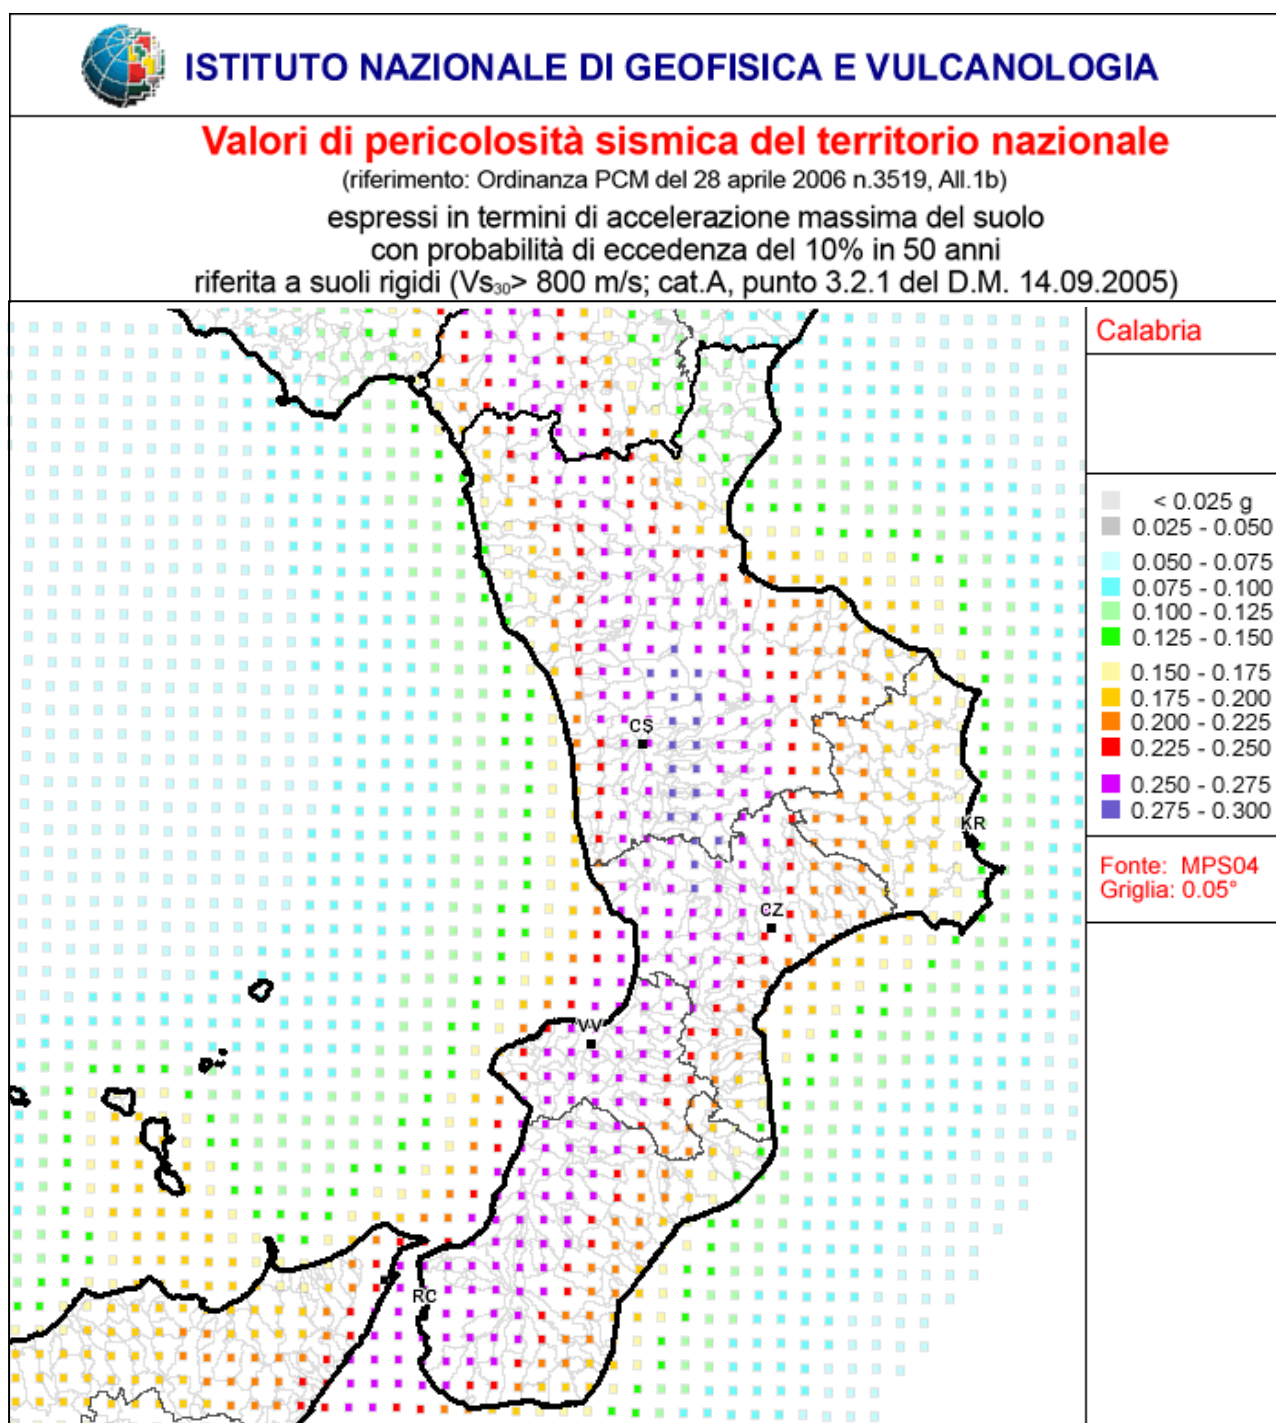 ISTITUTO NAZIONALE DI GEOFISICA E VULCANOLOGIA
Valori di pericolosità sismica del territorio nazionale
(riferimento: Ordinanza PCM del 28 aprile 2006 n.3519, All.1b)
espressi in termini di accelerazione massima del suolo
con probabilità di eccedenza del 10% in 50 anni
riferita a suoli rigidi (Vs30> 800 m/s; cat.A, punto 3.2.1 del D.M. 14.09.2005)
Calabria
< 0.025 g
0.025 - 0.050
0.050 - 0.075
0.075 - 0.100
0.100 - 0.125
0.125 - 0.150
0.150 - 0.175
0.175 - 0.200
0.200 - 0.225
0.225 - 0.250
0.250 - 0.275
0.275 - 0.300
Fonte: MPS04
Griglia: 0.05°
CS
KR
CZ
VV
RC